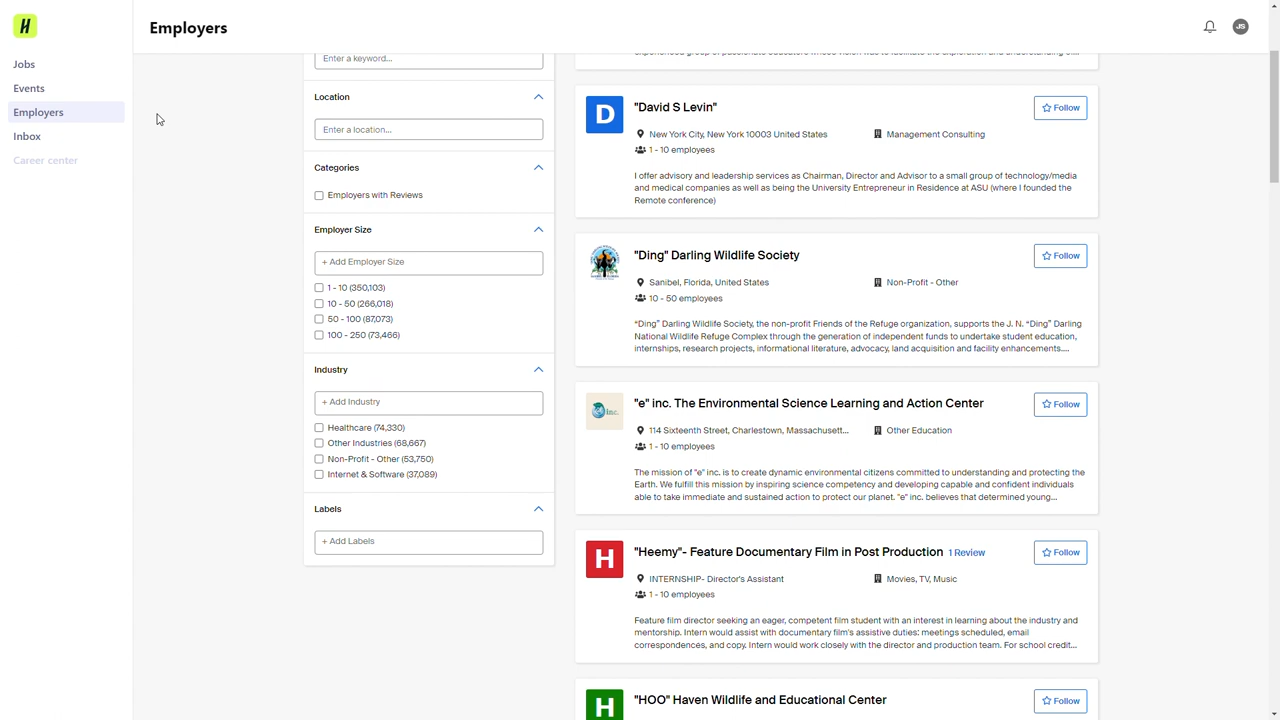 H
Employers
JS
Jobs
Events
Employers
Inbox
Career center
Enter a keyword...
Location
Enter a location...
Categories
Employers with Reviews
Employer Size
+ Add Employer Size
1 - 10 (350,103)
10 - 50 (266,018)
50 - 100 (87,073)
100 - 250 (73,466)
Industry
+ Add Industry
Healthcare (74,330)
Other Industries (68,667)
Non-Profit - Other (53,750)
Internet & Software (37,089)
Labels
+ Add Labels
D
"David S Levin"
Follow
New York City, New York 10003 United States
Management Consulting
1 - 10 employees
I offer advisory and leadership services as Chairman, Director and Advisor to a small group of technology/media
and medical companies as well as being the University Entrepreneur in Residence at ASU (where I founded the
Remote conference)
"Ding" Darling Wildlife Society
Follow
Sanibel, Florida, United States
Non-Profit - Other
10 - 50 employees
“Ding” Darling Wildlife Society, the non-profit Friends of the Refuge organization, supports the J. N. “Ding” Darling
National Wildlife Refuge Complex through the generation of independent funds to undertake student education,
internships, research projects, informational literature, advocacy, land acquisition and facility enhancements....
e inc.
"e" inc. The Environmental Science Learning and Action Center
Follow
114 Sixteenth Street, Charlestown, Massachusett...
Other Education
1 - 10 employees
The mission of "e" inc. is to create dynamic environmental citizens committed to understanding and protecting the
Earth. We fulfill this mission by inspiring science competency and developing capable and confident individuals
able to take immediate and sustained action to protect our planet. "e" inc. believes that determined young...
H
"Heemy"- Feature Documentary Film in Post Production 1 Review
Follow
INTERNSHIP- Director's Assistant
Movies, TV, Music
1 - 10 employees
Feature film director seeking an eager, competent film student with an interest in learning about the industry and
mentorship. Intern would assist with documentary film's assistive duties: meetings scheduled, email
correspondences, and copy. Intern would work closely with the director and production team. For school credit...
H
"HOO" Haven Wildlife and Educational Center
Follow